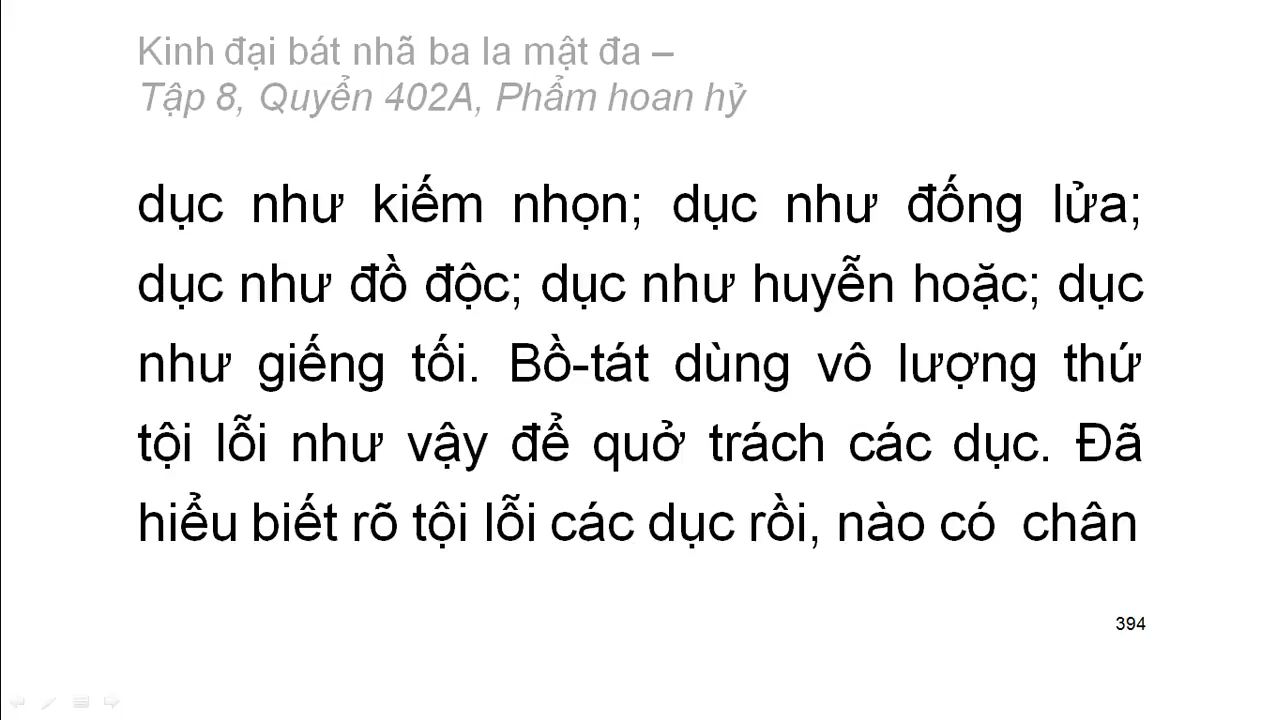 Kinh đại bát nhã ba la mật đa –
Tập 8, Quyển 402A, Phẩm hoan hỷ
dục như kiếm nhọn; dục như đống lửa;
dục như đồ độc; dục như huyễn hoặc; dục
như giếng tối. Bồ-tát dùng vô lượng thứ
tội lỗi như vậy để quở trách các dục. Đã
hiểu biết rõ tội lỗi các dục rồi, nào có chân
394